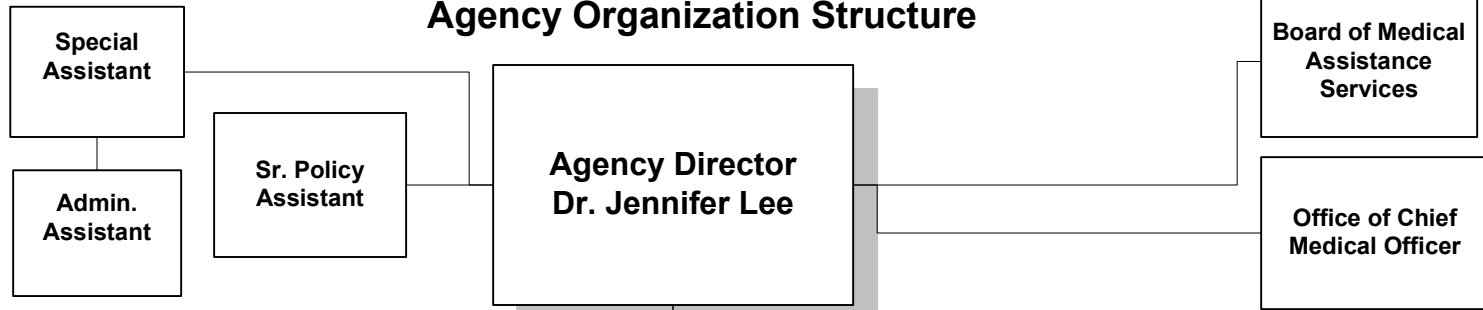 Agency Organization Structure
Special
Assistant
Admin.
Assistant
Sr. Policy
Assistant
Agency Director
Dr. Jennifer Lee
Board of Medical
Assistance
Services
Office of Chief
Medical Officer